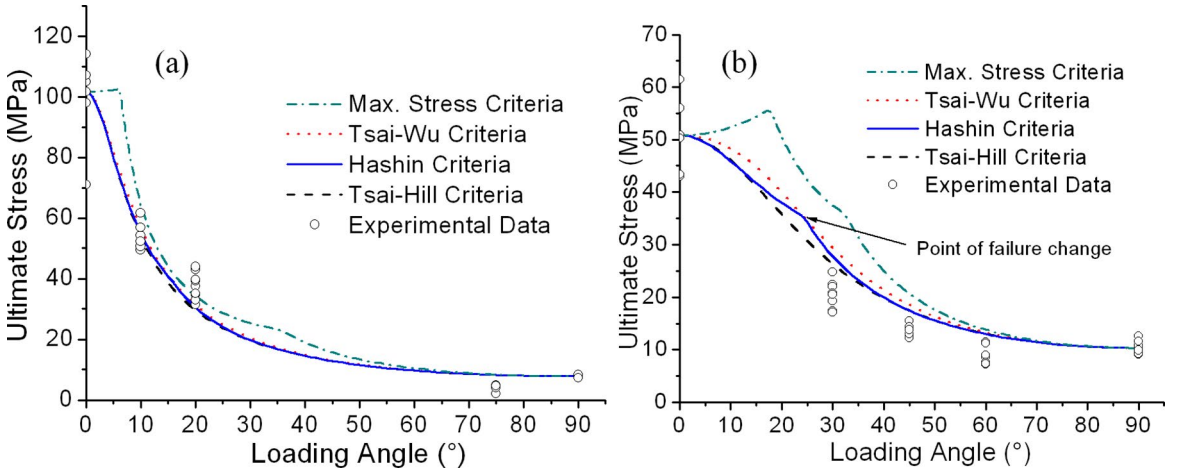 (a)
Max. Stress Criteria
Tsai-Wu Criteria
Hashin Criteria
Tsai-Hill Criteria
Experimental Data
Ultimate Stress (MPa)
120
100
80
60
40
20
0
0 10 20 30 40 50 60 70 80 90
Loading Angle (°)
(b)
Max. Stress Criteria
Tsai-Wu Criteria
Hashin Criteria
Tsai-Hill Criteria
Experimental Data
Point of failure change
Ultimate Stress (MPa)
70
60
50
40
30
20
10
0
0 10 20 30 40 50 60 70 80 90
Loading Angle (°)